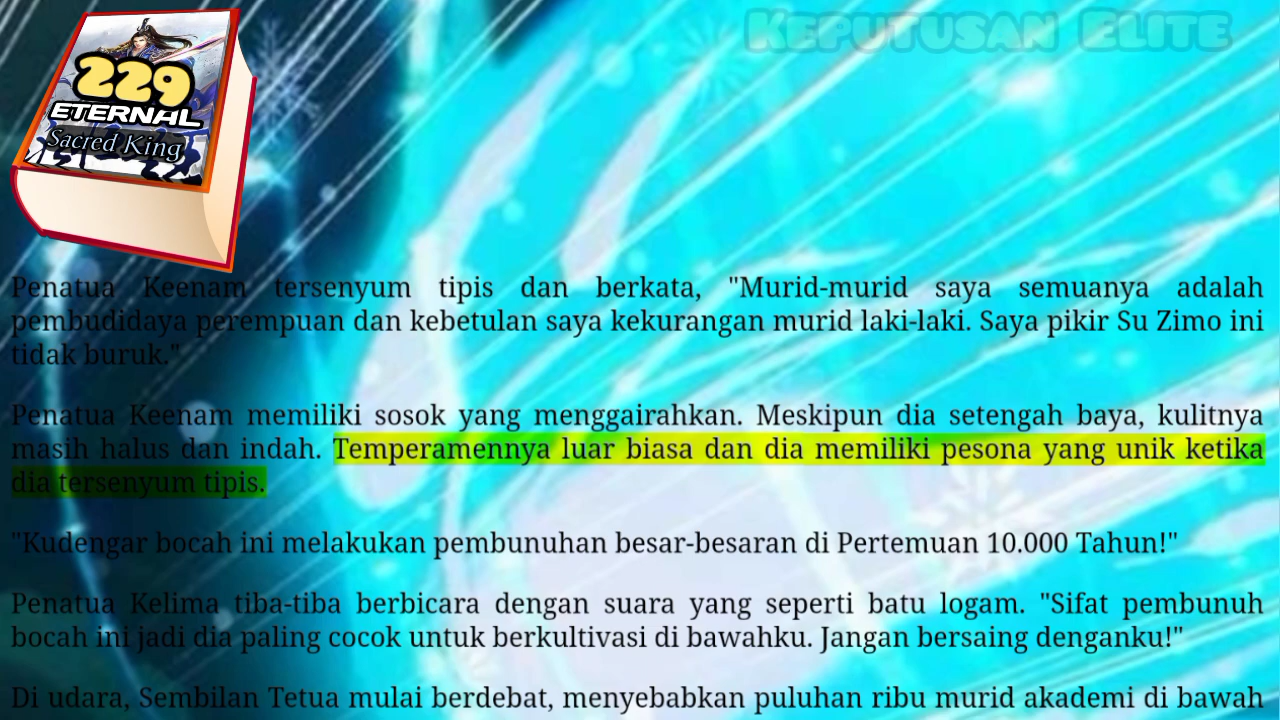 Keputusan Elite
229
ETERNAL
Sacred King
Penatua Keenam tersenyum tipis dan berkata, "Murid-murid saya semuanya adalah
pembudidaya perempuan dan kebetulan saya kekurangan murid laki-laki. Saya pikir Su Zimo ini
tidak buruk."
Penatua Keenam memiliki sosok yang menggairahkan. Meskipun dia setengah baya, kulitnya
masih halus dan indah. Temperamennya luar biasa dan dia memiliki pesona yang unik ketika
dia tersenyum tipis.
"Kudengar bocah ini melakukan pembunuhan besar-besaran di Pertemuan 10.000 Tahun!"
Penatua Kelima tiba-tiba berbicara dengan suara yang seperti batu logam. "Sifat pembunuh
bocah ini jadi dia paling cocok untuk berkultivasi di bawahku. Jangan bersaing denganku!"
Di udara, Sembilan Tetua mulai berdebat, menyebabkan puluhan ribu murid akademi di bawah